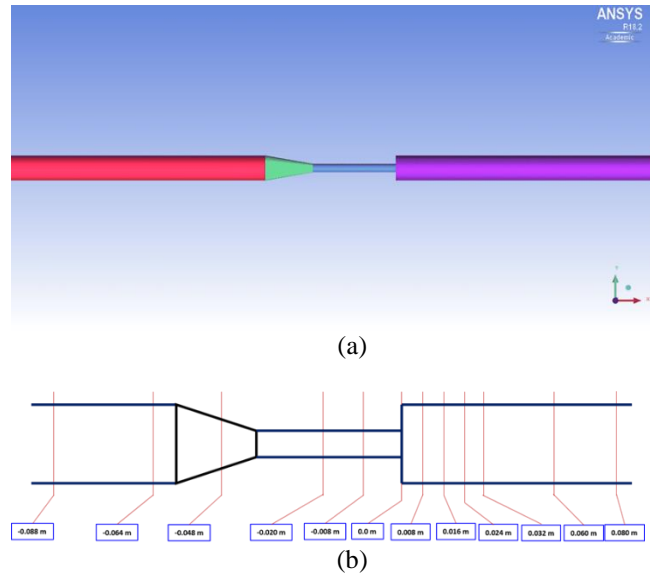 ANSYS
R18.2
Academic
Y
X
(a)
-0.088 m
-0.064 m
-0.048 m
-0.020 m
-0.008 m
0.0 m
0.008 m
0.016 m
0.024 m
0.032 m
0.060 m
0.080 m
(b)